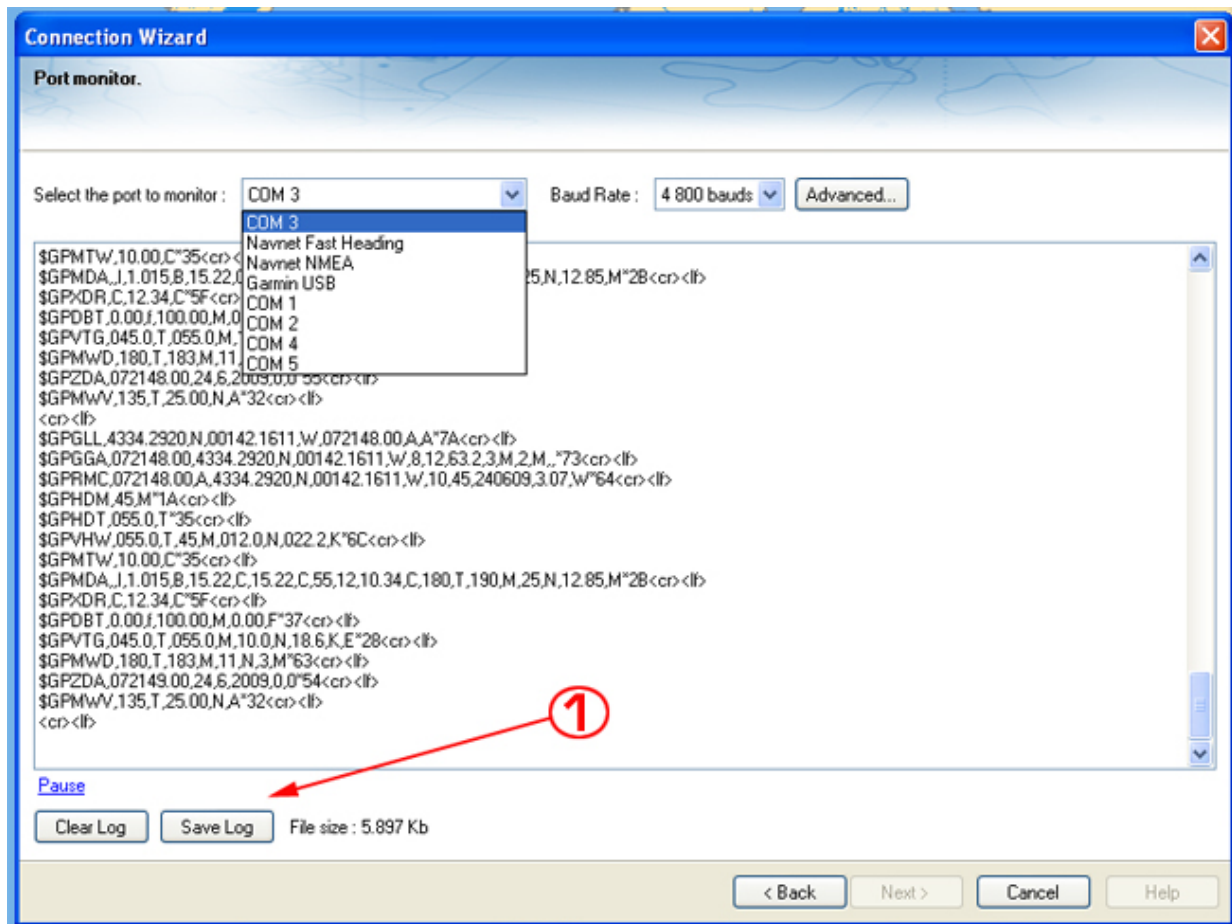 Connection Wizard
Port monitor.
Select the port to monitor : COM 3 Baud Rate : 4 800 bauds Advanced...
COM 3
Navnet Fast Heading
Navnet NMEA
Garmin USB
COM 1
COM 2
COM 4
COM 5
$GPMTW,10.00,C*35<cr><
$GPMDA,,I,1.015,B,15.22, 25,N,12.85,M*2B<cr><lf>
$GPXDR,C,12.34,C*5F<cr>
$GPDBT,0.00,f,100.00,M,0
$GPVTG,045.0,T,055.0,M,
$GPMWD,180,T,183,M,11,
$GPZDA,072148.00,24,6,2009,0,0*55<cr><lf>
$GPMWV,135,T,25.00,N,A*32<cr><lf>
<cr><lf>
$GPGLL,4334.2920,N,00142.1611,W,072148.00,A,A*7A<cr><lf>
$GPGGA,072148.00,4334.2920,N,00142.1611,W,8,12,63.2,3,M,2,M,,*73<cr><lf>
$GPRMC,072148.00,A,4334.2920,N,00142.1611,W,10,45,240609,3.07,W*64<cr><lf>
$GPHDM,45,M*1A<cr><lf>
$GPHDT,055.0,T*35<cr><lf>
$GPVHW,055.0,T,45,M,012.0,N,022.2,K*6C<cr><lf>
$GPMTW,10.00,C*35<cr><lf>
$GPMDA,,I,1.015,B,15.22,C,15.22,C,55,12,10.34,C,180,T,190,M,25,N,12.85,M*2B<cr><lf>
$GPXDR,C,12.34,C*5F<cr><lf>
$GPDBT,0.00,f,100.00,M,0.00,F*37<cr><lf>
$GPVTG,045.0,T,055.0,M,10.0,N,18.6,K,E*28<cr><lf>
$GPMWD,180,T,183,M,11,N,3,M*63<cr><lf>
$GPZDA,072149.00,24,6,2009,0,0*54<cr><lf>
$GPMWV,135,T,25.00,N,A*32<cr><lf>
<cr><lf>
1
Pause
Clear Log Save Log File size : 5.897 Kb
< Back Next > Cancel Help